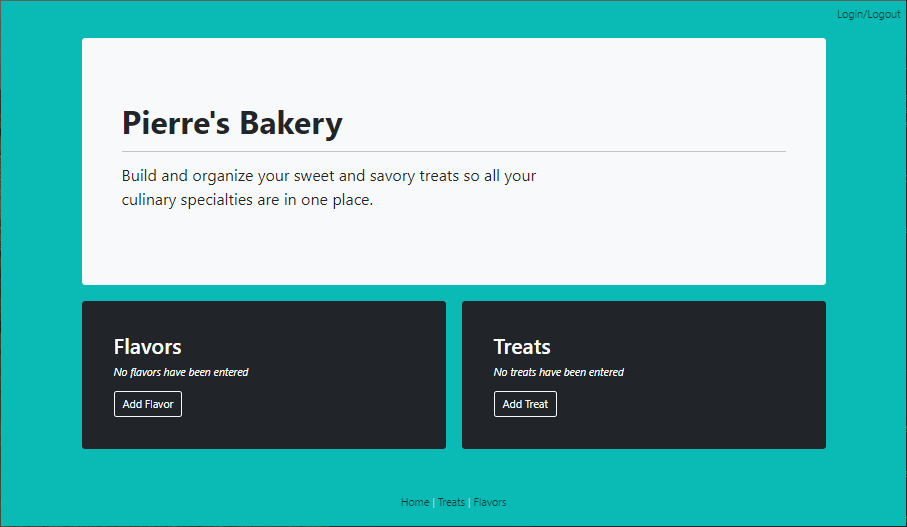 Login/Logout
Pierre's Bakery
Build and organize your sweet and savory treats so all your
culinary specialties are in one place.
Flavors
No flavors have been entered
Add Flavor
Treats
No treats have been entered
Add Treat
Home | Treats | Flavors